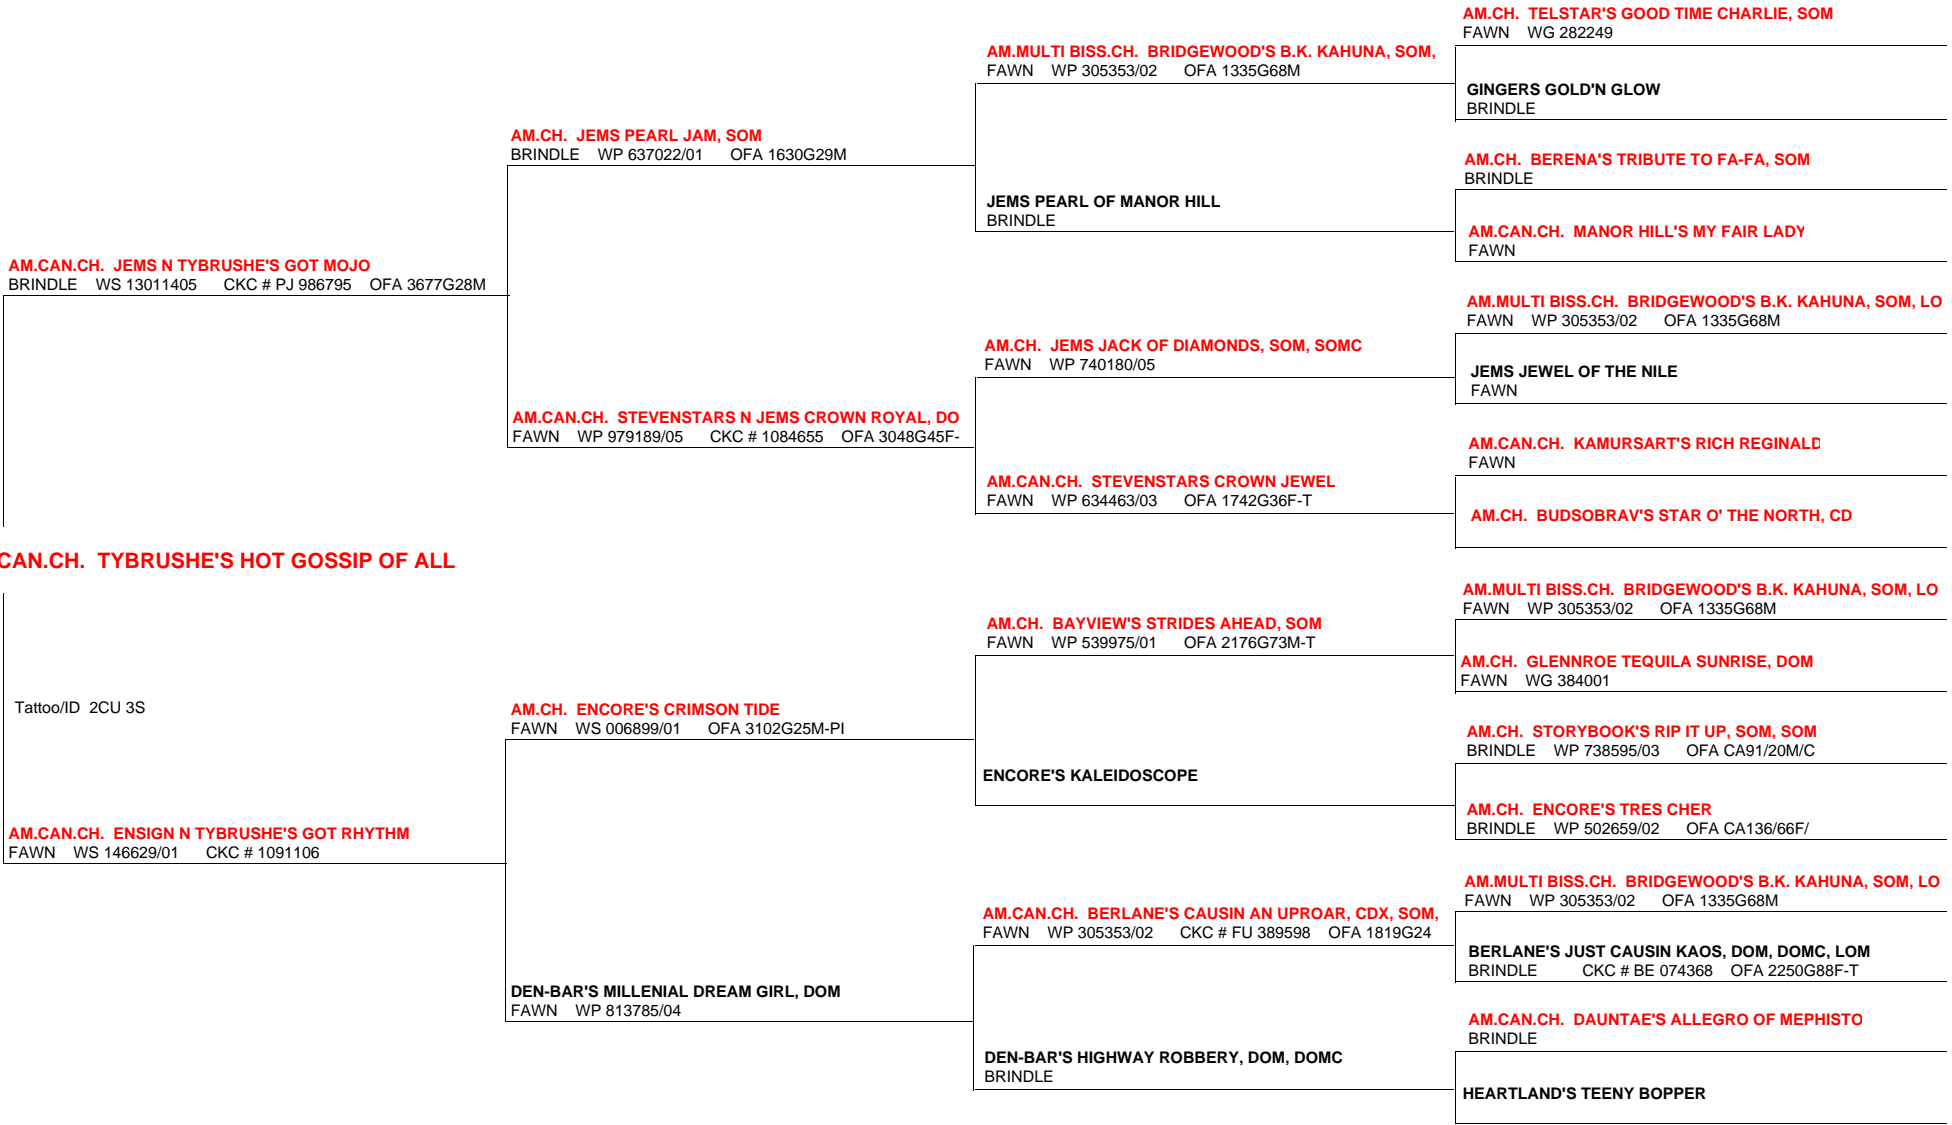 AM.CH. TELSTAR'S GOOD TIME CHARLIE, SOM
FAWN WG 282249
AM.MULTI BISS.CH. BRIDGEWOOD'S B.K. KAHUNA, SOM,
FAWN WP 305353/02 OFA 1335G68M
GINGERS GOLD'N GLOW
BRINDLE
AM.CH. JEMS PEARL JAM, SOM
BRINDLE WP 637022/01 OFA 1630G29M
AM.CH. BERENA'S TRIBUTE TO FA-FA, SOM
BRINDLE
JEMS PEARL OF MANOR HILL
BRINDLE
AM.CAN.CH. MANOR HILL'S MY FAIR LADY
FAWN
AM.CAN.CH. JEMS N TYBRUSHE'S GOT MOJO
BRINDLE WS 13011405 CKC # PJ 986795 OFA 3677G28M
AM.MULTI BISS.CH. BRIDGEWOOD'S B.K. KAHUNA, SOM, LO
FAWN WP 305353/02 OFA 1335G68M
AM.CH. JEMS JACK OF DIAMONDS, SOM, SOMC
FAWN WP 740180/05
JEMS JEWEL OF THE NILE
FAWN
AM.CAN.CH. STEVENSTARS N JEMS CROWN ROYAL, DO
FAWN WP 979189/05 CKC # 1084655 OFA 3048G45F-
AM.CAN.CH. KAMURSART'S RICH REGINALD
FAWN
AM.CAN.CH. STEVENSTARS CROWN JEWEL
FAWN WP 634463/03 OFA 1742G36F-T
AM.CH. BUDSOBRAV'S STAR O' THE NORTH, CD
CAN.CH. TYBRUSHE'S HOT GOSSIP OF ALL
AM.MULTI BISS.CH. BRIDGEWOOD'S B.K. KAHUNA, SOM, LO
FAWN WP 305353/02 OFA 1335G68M
AM.CH. BAYVIEW'S STRIDES AHEAD, SOM
FAWN WP 539975/01 OFA 2176G73M-T
AM.CH. GLENNROE TEQUILA SUNRISE, DOM
FAWN WG 384001
Tattoo/ID 2CU 3S
AM.CH. ENCORE'S CRIMSON TIDE
FAWN WS 006899/01 OFA 3102G25M-PI
AM.CH. STORYBOOK'S RIP IT UP, SOM, SOM
BRINDLE WP 738595/03 OFA CA91/20M/C
ENCORE'S KALEIDOSCOPE
AM.CH. ENCORE'S TRES CHER
BRINDLE WP 502659/02 OFA CA136/66F/
AM.CAN.CH. ENSIGN N TYBRUSHE'S GOT RHYTHM
FAWN WS 146629/01 CKC # 1091106
AM.MULTI BISS.CH. BRIDGEWOOD'S B.K. KAHUNA, SOM, LO
FAWN WP 305353/02 OFA 1335G68M
AM.CAN.CH. BERLANE'S CAUSIN AN UPROAR, CDX, SOM,
FAWN WP 305353/02 CKC # FU 389598 OFA 1819G24
BERLANE'S JUST CAUSIN KAOS, DOM, DOMC, LOM
BRINDLE CKC # BE 074368 OFA 2250G88F-T
DEN-BAR'S MILLENIAL DREAM GIRL, DOM
FAWN WP 813785/04
AM.CAN.CH. DAUNTAE'S ALLEGRO OF MEPHISTO
BRINDLE
DEN-BAR'S HIGHWAY ROBBERY, DOM, DOMC
BRINDLE
HEARTLAND'S TEENY BOPPER